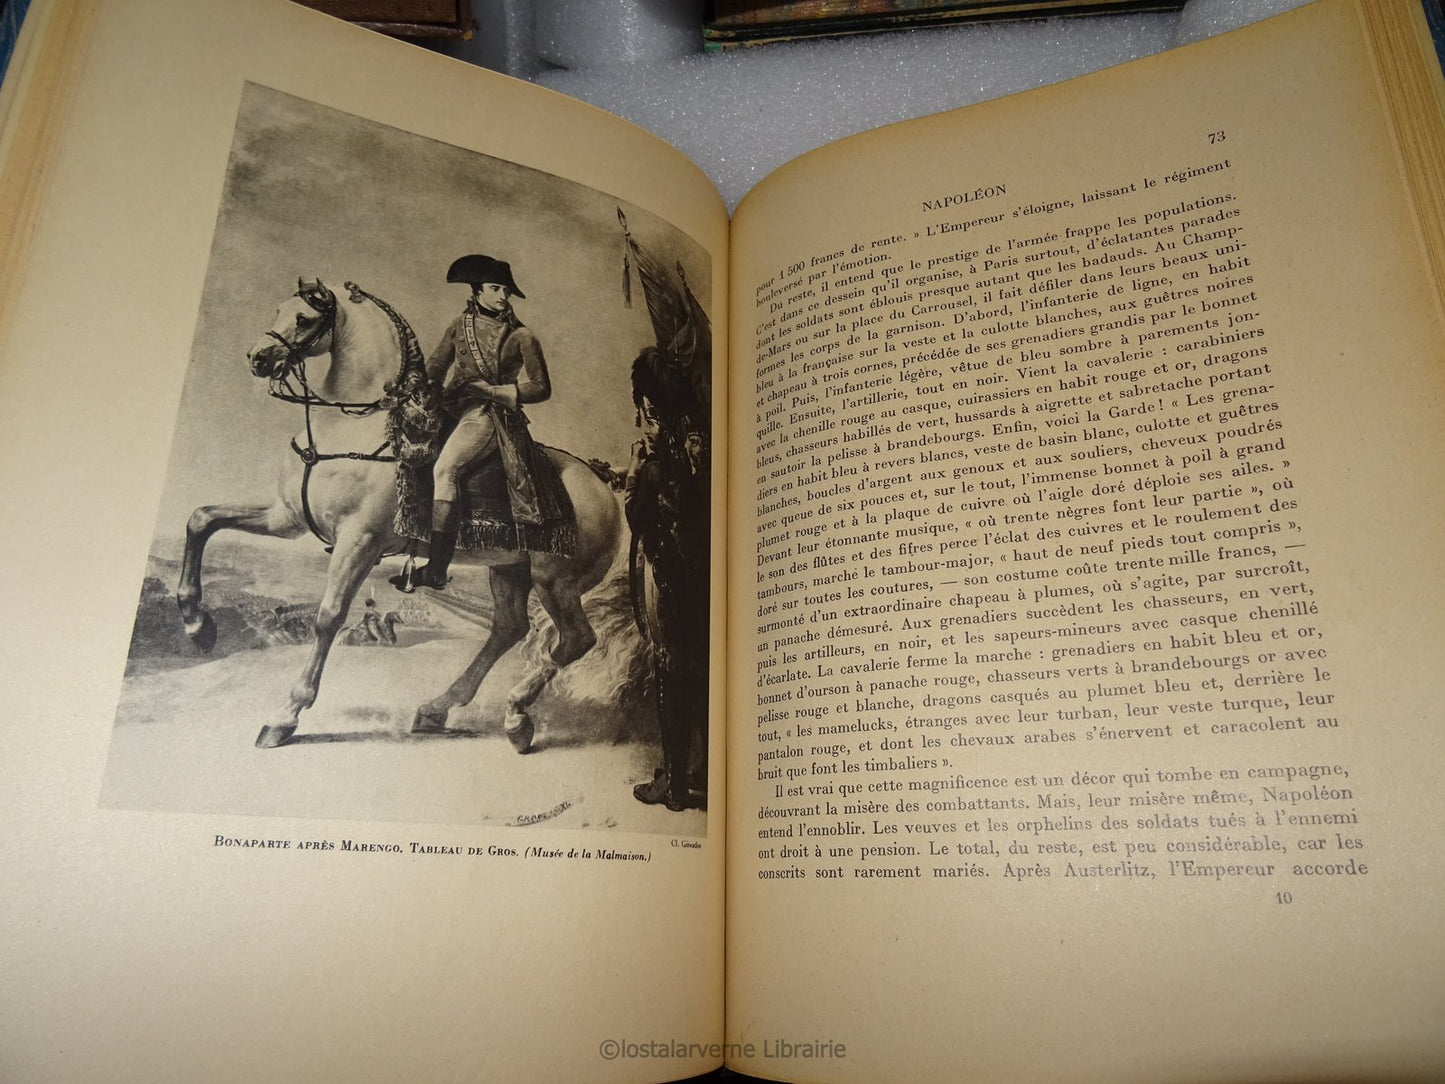 BONAPARTE APRÈS MARENGO. TABLEAU DE GROS. (Musée de la Malmaison.)
73
NAPOLÉON
pour 1 500 francs de rente. » L'Empereur s'éloigne, laissant le régiment
bouleversé par l'émotion.
Du reste, il entend que le prestige de l'armée frappe les populations.
C'est dans ce dessein qu'il organise, à Paris surtout, d'éclatantes parades
dont les soldats sont éblouis presque autant que les badauds. Au Champ-
de-Mars ou sur la place du Carrousel, il fait défiler dans leurs beaux uni-
formes les corps de la garnison. D'abord, l'infanterie de ligne, en habit
bleu à la française sur la veste et la culotte blanches, aux guêtres noires
et chapeau à trois cornes, précédée de ses grenadiers grandis par le bonnet
à poil. Puis, l'infanterie légère, vêtue de bleu sombre à parements jon-
quille. Ensuite, l'artillerie, tout en noir. Vient la cavalerie : carabiniers
avec la chenille rouge au casque, cuirassiers en habit rouge et or, dragons
bleus, chasseurs habillés de vert, hussards à aigrette et sabretache portant
en sautoir la pelisse à brandebourgs. Enfin, voici la Garde ! « Les grena-
diers en habit bleu à revers blancs, veste de basin blanc, culotte et guêtres
blanches, boucles d'argent aux genoux et aux souliers, cheveux poudrés
avec queue de six pouces et, sur le tout, l'immense bonnet à poil à grand
plumet rouge et à la plaque de cuivre où l'aigle doré déploie ses ailes. »
Devant leur étonnante musique, « où trente nègres font leur partie », où
le son des flûtes et des fifres perce l'éclat des cuivres et le roulement des
tambours, marche le tambour-major, « haut de neuf pieds tout compris »,
doré sur toutes les coutures, — son costume coûte trente mille francs, —
surmonté d'un extraordinaire chapeau à plumes, où s'agite, par surcroît,
un panache démesuré. Aux grenadiers succèdent les chasseurs, en vert,
puis les artilleurs, en noir, et les sapeurs-mineurs avec casque chenillé
d'écarlate. La cavalerie ferme la marche : grenadiers en habit bleu et or,
bonnet d'ourson à panache rouge, chasseurs verts à brandebourgs or avec
pelisse rouge et blanche, dragons casqués au plumet bleu et, derrière le
tout, « les mamelucks, étranges avec leur turban, leur veste turque, leur
pantalon rouge, et dont les chevaux arabes s'énervent et caracolent au
bruit que font les timbaliers ».
Il est vrai que cette magnificence est un décor qui tombe en campagne,
découvrant la misère des combattants. Mais, leur misère même, Napoléon
entend l'ennoblir. Les veuves et les orphelins des soldats tués à l'ennemi
ont droit à une pension. Le total, du reste, est peu considérable, car les
conscrits sont rarement mariés. Après Austerlitz, l'Empereur accorde
10
©lostalarverne Librairie